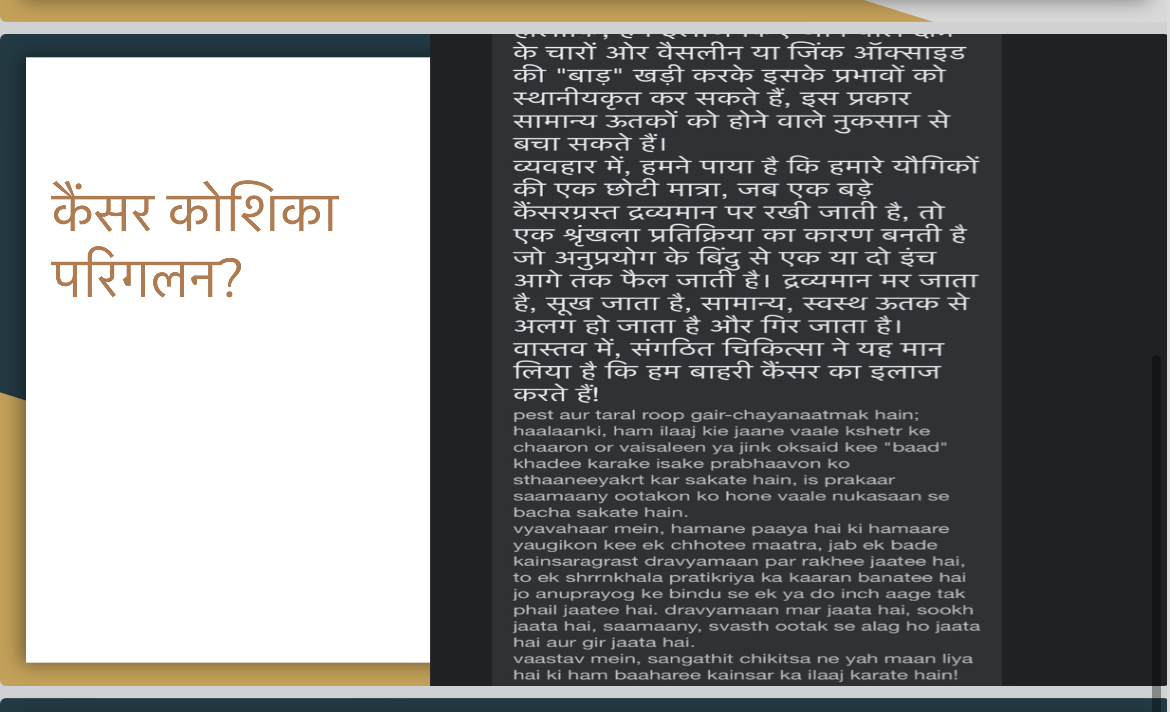 कैंसर कोशिका
परिगलन?
के चारों ओर वैसलीन या जिंक ऑक्साइड
की "बाड़" खड़ी करके इसके प्रभावों को
स्थानीयकृत कर सकते हैं, इस प्रकार
सामान्य ऊतकों को होने वाले नुकसान से
बचा सकते हैं।
व्यवहार में, हमने पाया है कि हमारे यौगिकों
की एक छोटी मात्रा, जब एक बड़े
कैंसरग्रस्त द्रव्यमान पर रखी जाती है, तो
एक श्रृंखला प्रतिक्रिया का कारण बनती है
जो अनुप्रयोग के बिंदु से एक या दो इंच
आगे तक फैल जाती है। द्रव्यमान मर जाता
है, सूख जाता है, सामान्य, स्वस्थ ऊतक से
अलग हो जाता है और गिर जाता है।
वास्तव में, संगठित चिकित्सा ने यह मान
लिया है कि हम बाहरी कैंसर का इलाज
करते हैं!
pest aur taral roop gair-chayanaatmak hain;
haalaanki, ham ilaaj kie jaane vaale kshetr ke
chaaron or vaisaleen ya jink oksaid kee "baad"
khadee karake isake prabhaavon ko
sthaaneeyakrt kar sakate hain, is prakaar
saamaany ootakon ko hone vaale nukasaan se
bacha sakate hain.
vyavahaar mein, hamane paaya hai ki hamaare
yaugikon kee ek chhotee maatra, jab ek bade
kainsaragrast dravyamaan par rakhee jaatee hai,
to ek shrrnkhala pratikriya ka kaaran banatee hai
jo anuprayog ke bindu se ek ya do inch aage tak
phail jaatee hai. dravyamaan mar jaata hai, sookh
jaata hai, saamaany, svasth ootak se alag ho jaata
hai aur gir jaata hai.
vaastav mein, sangathit chikitsa ne yah maan liya
hai ki ham baaharee kainsar ka ilaaj karate hain!